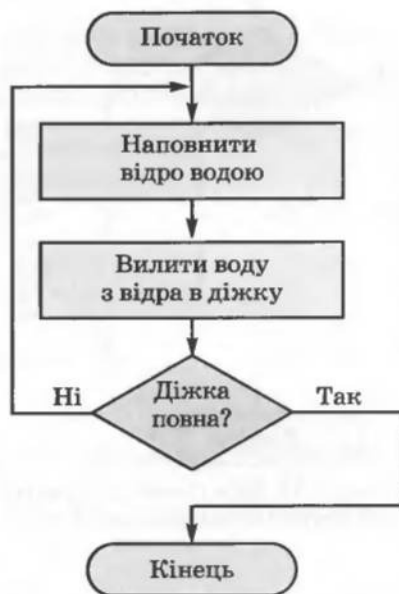 Початок
Наповнити
відро водою
Вилити воду
з відра в діжку
Ні
Діжка
повна?
Так
Кінець